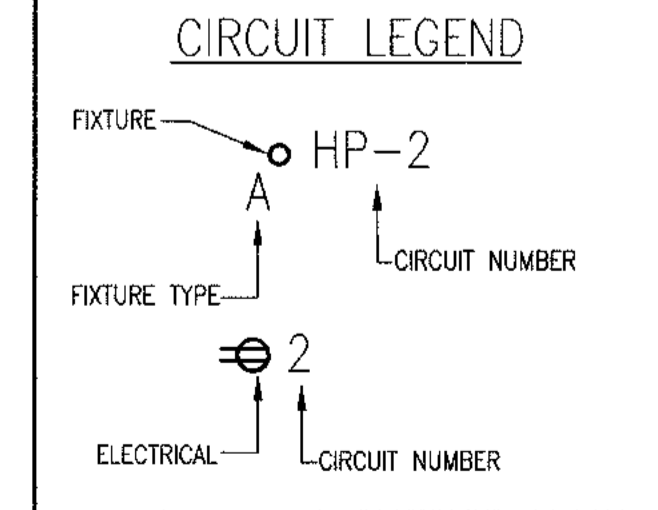 CIRCUIT LEGEND
FIXTURE
HP-2
A
CIRCUIT NUMBER
FIXTURE TYPE
2
ELECTRICAL
CIRCUIT NUMBER